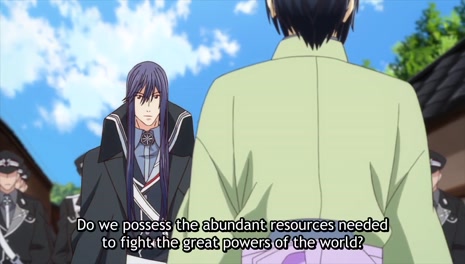 Do we possess the abundant resources needed
to fight the great powers of the world?